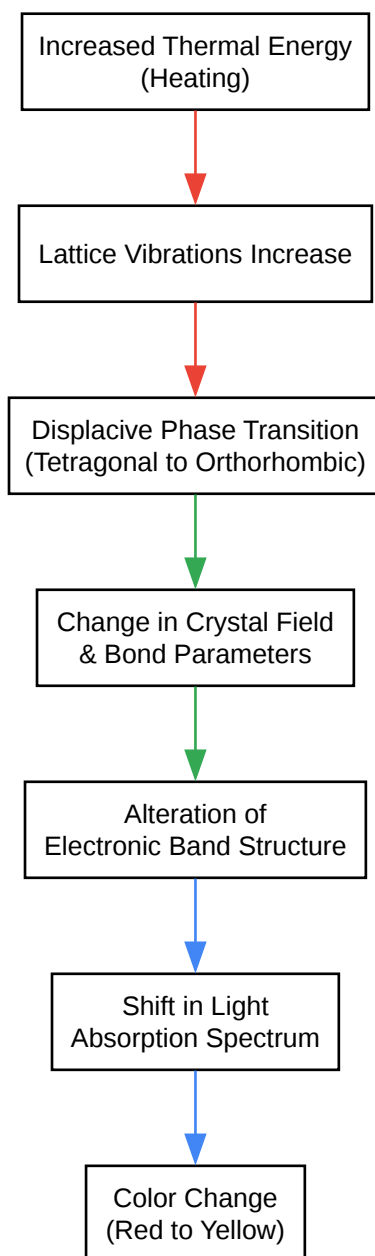 Increased Thermal Energy
(Heating)
Lattice Vibrations Increase
Displacive Phase Transition
(Tetragonal to Orthorhombic)
Change in Crystal Field
& Bond Parameters
Alteration of
Electronic Band Structure
Shift in Light
Absorption Spectrum
Color Change
(Red to Yellow)